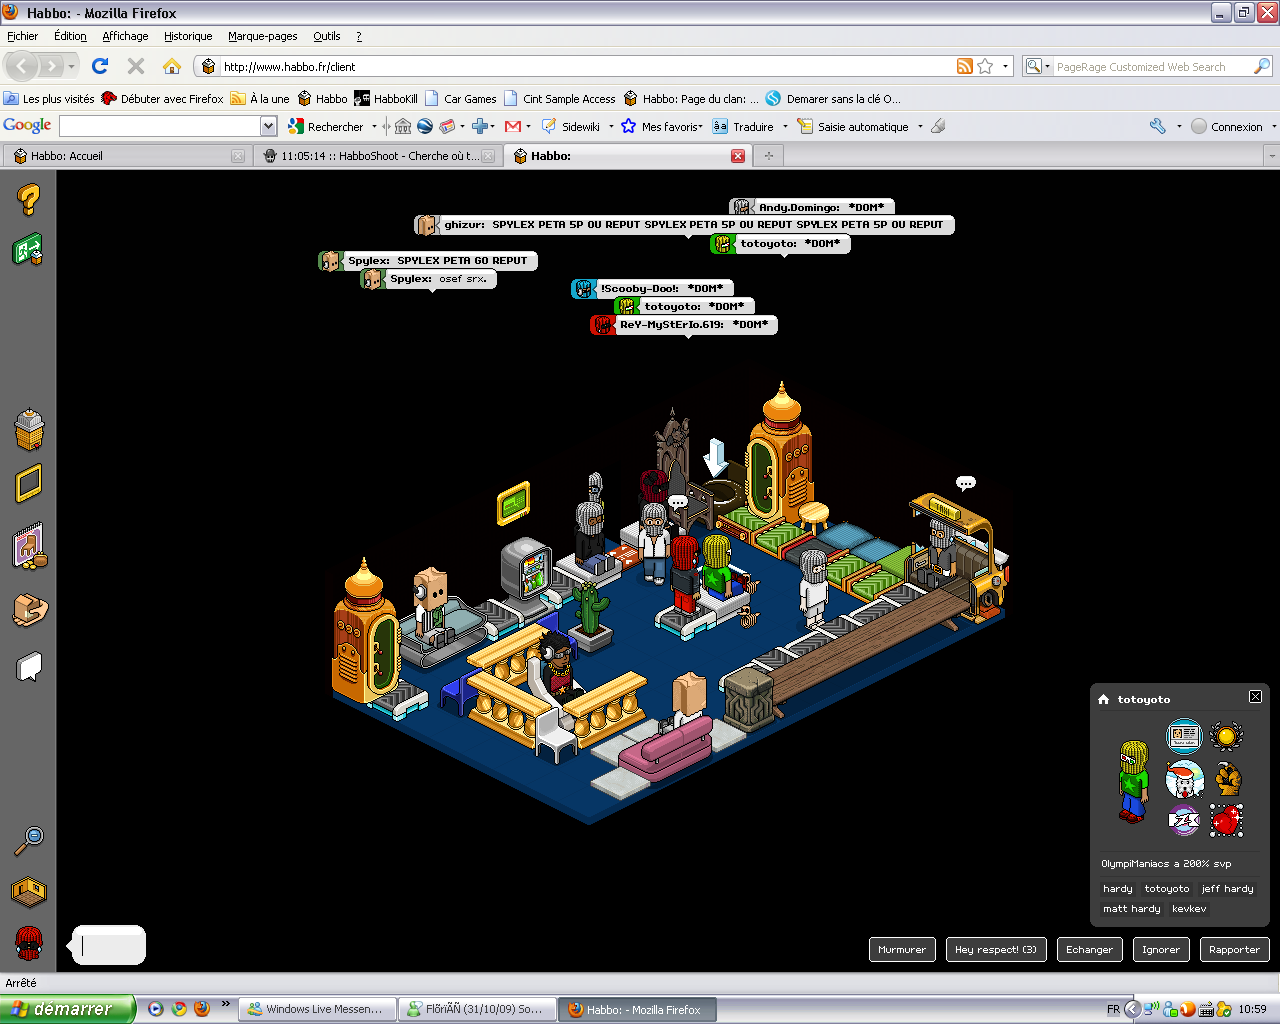 Habbo: - Mozilla Firefox
Fichier Édition Affichage Historique Marque-pages Outils ?
http://www.habbo.fr/client
PageRage Customized Web Search
Les plus visités Débuter avec Firefox À la une Habbo HabboKill Car Games Cint Sample Access Habbo: Page du clan: ... Demarer sans la clé O...
Google Rechercher Sidewiki Mes favoris Traduire Saisie automatique Connexion
Habbo: Accueil
11:05:14 :: HabboShoot - Cherche où t...
Habbo:
Andy.Domingo: *DOM*
ghizur: SPYLEX PETA 5P OU REPUT SPYLEX PETA 5P OU REPUT SPYLEX PETA 5P OU REPUT
totoyoto: *DOM*
Spylex: SPYLEX PETA GO REPUT
Spylex: osef srx.
!Scooby-Doo!: *DOM*
totoyoto: *DOM*
ReY-MyStErIo.619: *DOM*
totoyoto
OlympiManiacs a 200% svp
hardy totoyoto jeff hardy
matt hardy kevkev
Murmurer Hey respect! (3) Echanger Ignorer Rapporter
Arrêté
démarrer
Windows Live Messen...
FlõrìÃÑ (31/10/09) So...
Habbo: - Mozilla Firefox
FR
10:59